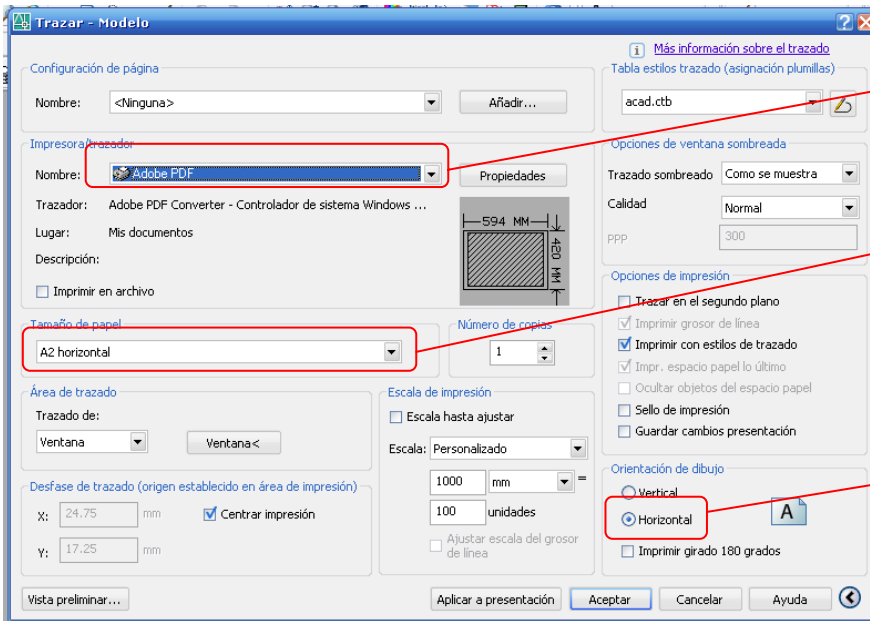 Trazar - Modelo
Más información sobre el trazado
Configuración de página
Nombre: <Ninguna> Añadir...
Tabla estilos trazado (asignación plumillas)
acad.ctb
Impresora/trazador
Nombre: Adobe PDF Propiedades
Trazador: Adobe PDF Converter - Controlador de sistema Windows ...
Lugar: Mis documentos
Descripción:
Imprimir en archivo
594 MM
420 MM
Opciones de ventana sombreada
Trazado sombreado Como se muestra
Calidad Normal
PPP 300
Tamaño de papel
A2 horizontal
Número de copias
1
Opciones de impresión
Trazar en el segundo plano
Imprimir grosor de línea
Imprimir con estilos de trazado
Impr. espacio papel lo último
Ocultar objetos del espacio papel
Sello de impresión
Guardar cambios presentación
Área de trazado
Trazado de:
Ventana Ventana<
Escala de impresión
Escala hasta ajustar
Escala: Personalizado
1000 mm =
100 unidades
Ajustar escala del grosor
de línea
Desfase de trazado (origen establecido en área de impresión)
X: 24.75 mm Centrar impresión
Y: 17.25 mm
Orientación de dibujo
Vertical
Horizontal
A
Imprimir girado 180 grados
Vista preliminar... Aplicar a presentación Aceptar Cancelar Ayuda